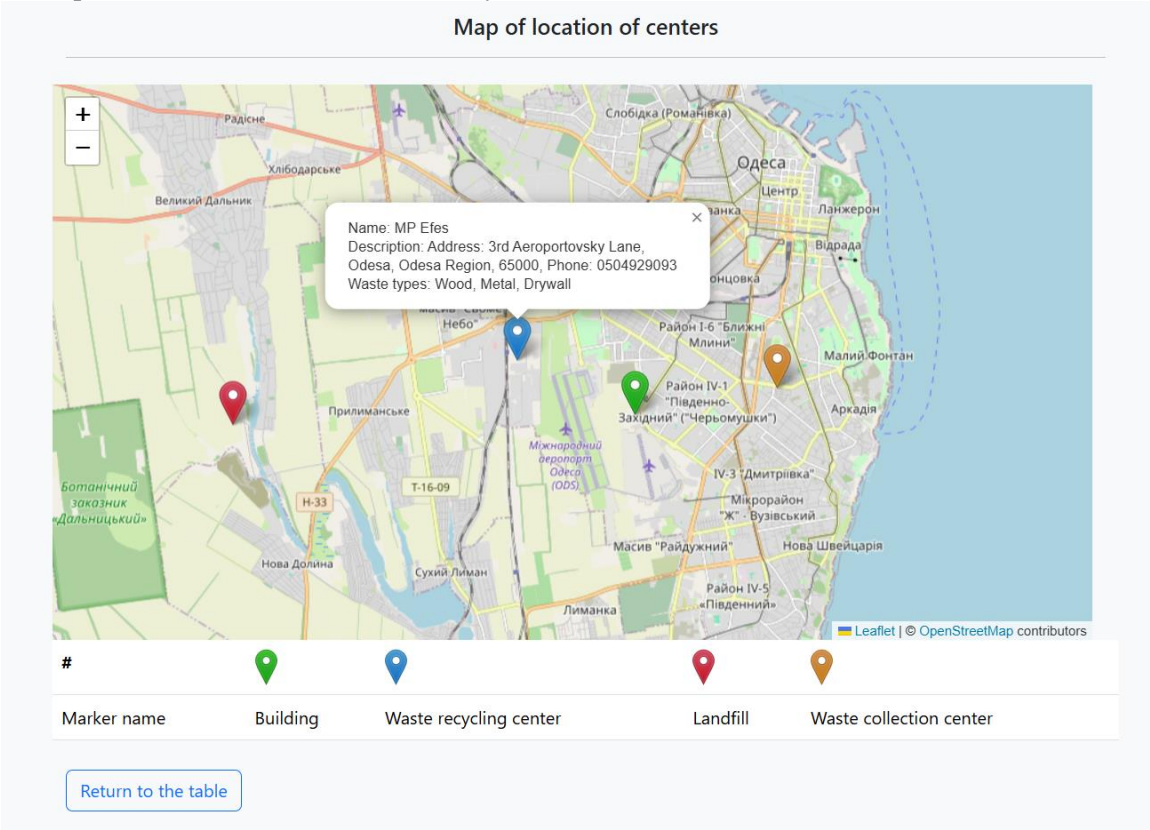 Map of location of centers
+
−
Радісне
Слобідка (Романівка)
Хлібодарське
Одеса
Великий Дальник
Центр
Ланжерон
Name: MP Efes
×
Description: Address: 3rd Aeroportovsky Lane,
Odesa, Odesa Region, 65000, Phone: 0504929093
Waste types: Wood, Metal, Drywall
Відрада
Небо"
Район І-6 "Ближні
Млини"
Малий Фонтан
Прилиманське
Район IV-1
"Південно-
Західний" ("Черьомушки")
Аркадія
Міжнародний
аеропорт
Одеса
(ODS)
Ботанічний
заказник
«Дальницький»
Т-16-09
Н-33
IV-3 "Дмитріївка"
Мікрорайон
"Ж" - Вузівський
Масив "Райдужний"
Нова Швейцарія
Нова Долина
Сухий Лиман
Район IV-5
«Південний»
Лиманка
Leaflet | © OpenStreetMap contributors
#
Marker name Building Waste recycling center Landfill Waste collection center
Return to the table